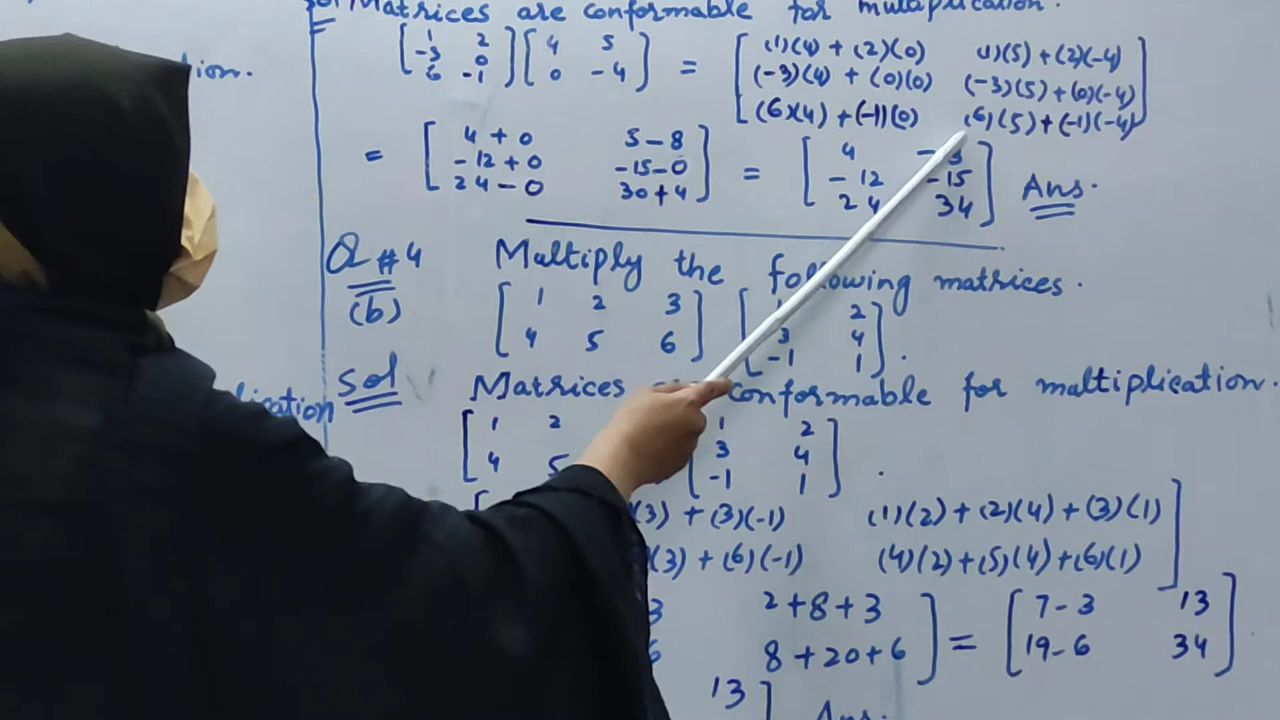 Sol Matrices are conformable for multiplication.
[1 2; -3 0; 6 -1] [4 5; 0 -4] = [(1)(4) + (2)(0) (1)(5) + (2)(-4); (-3)(4) + (0)(0) (-3)(5) + (0)(-4); (6)(4) + (-1)(0) (6)(5) + (-1)(-4)]
tion.
= [4 + 0 5 - 8; -12 + 0 -15 - 0; 24 - 0 30 + 4] = [4 -3; -12 -15; 24 34] Ans.
Q #4 Multiply the following matrices.
(b) [1 2 3; 4 5 6] [2; 3 4; -1 1].
Sol Matrices conformable for multiplication.
lication
[1 2; 4 5 [1 2; 3 4; -1 1].
(3) + (3)(-1) (1)(2) + (2)(4) + (3)(1)
(3) + (6)(-1) (4)(2) + (5)(4) + (6)(1)
3 2 + 8 + 3
6 8 + 20 + 6 = [7 - 3 13; 19 - 6 34].
13 ] Ans.